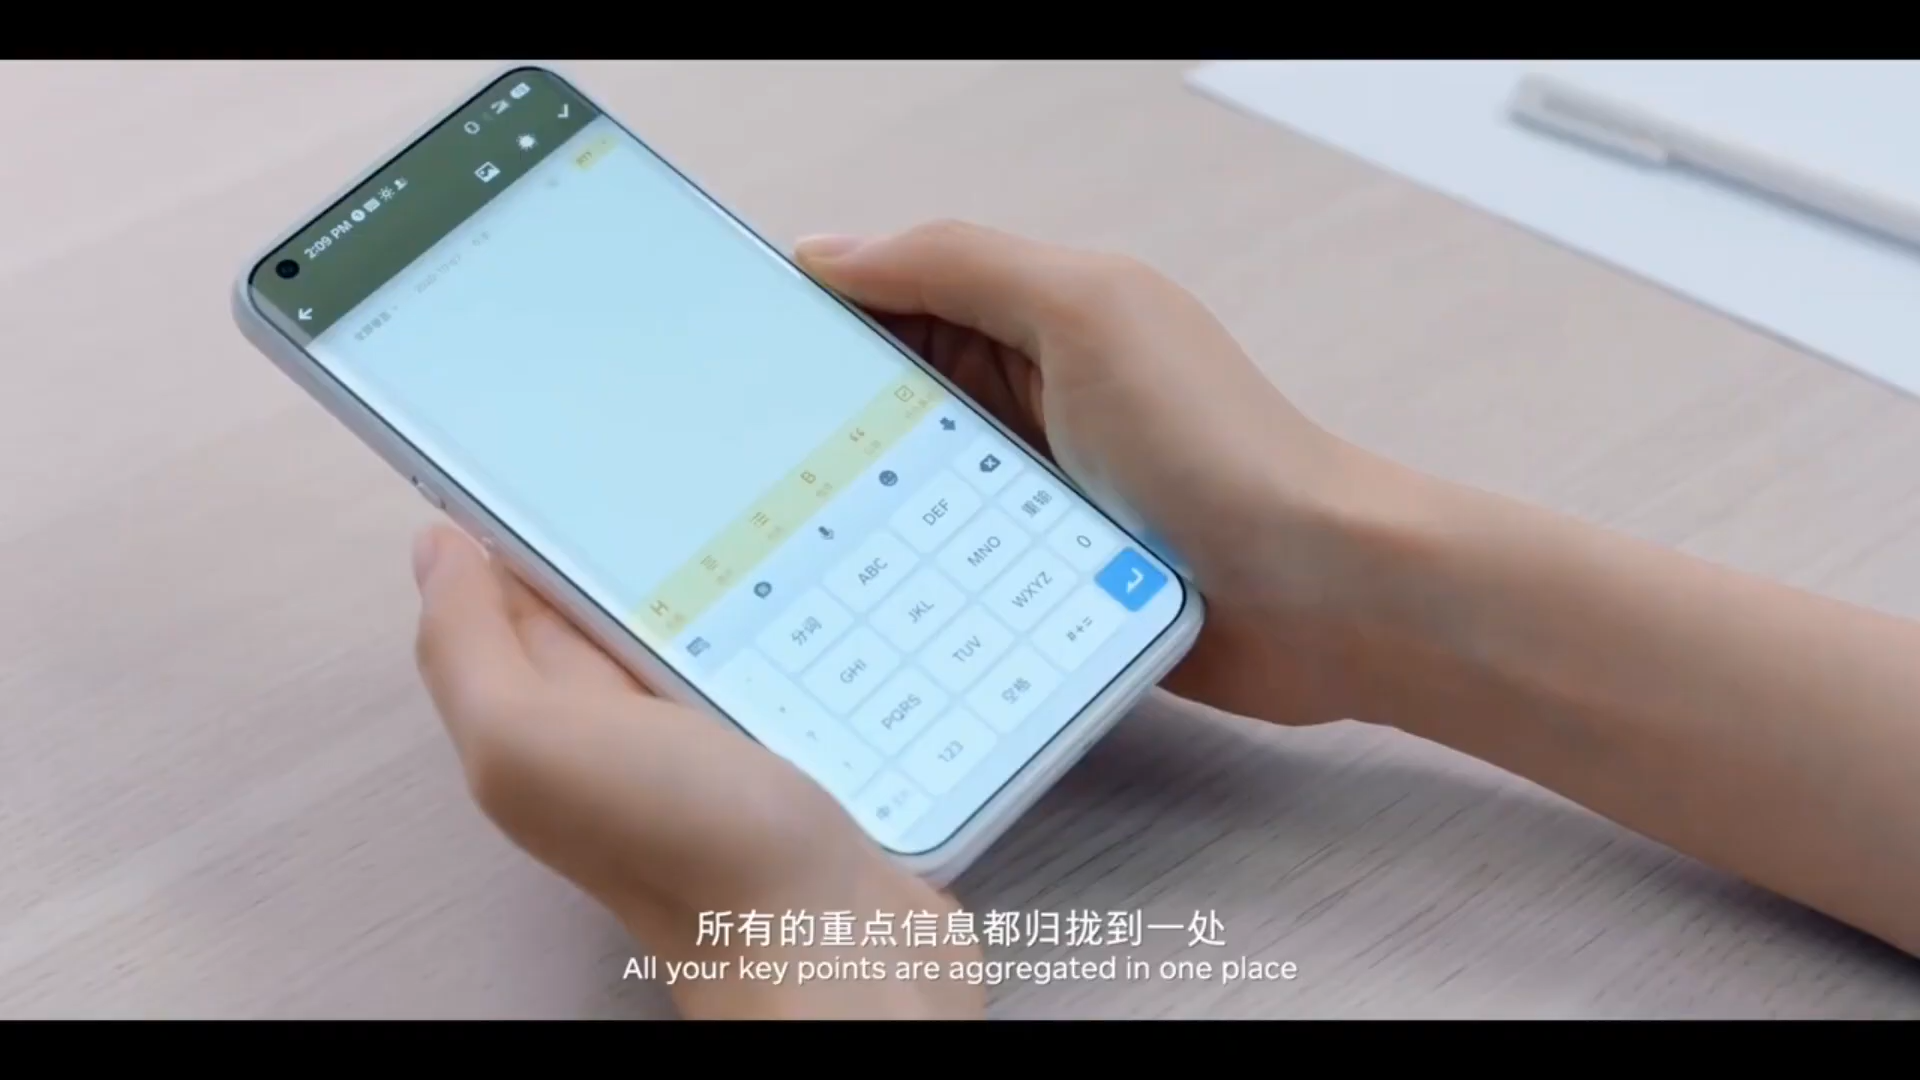 2:09 PM
H
B
ABC
DEF
重输
分词
JKL
MNO
0
GHI
TUV
WXYZ
PQRS
空格
#+=
123
所有的重点信息都归拢到一处
All your key points are aggregated in one place